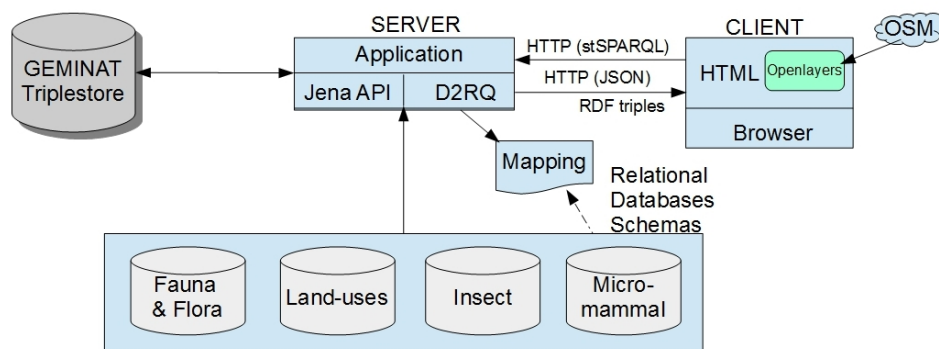 SERVER
CLIENT
OSM
GEMINAT
Triplestore
Application
Jena API
D2RQ
HTTP (stSPARQL)
HTTP (JSON)
RDF triples
HTML
Openlayers
Browser
Mapping
Relational
Databases
Schemas
Fauna
& Flora
Land-uses
Insect
Micro-
mammal